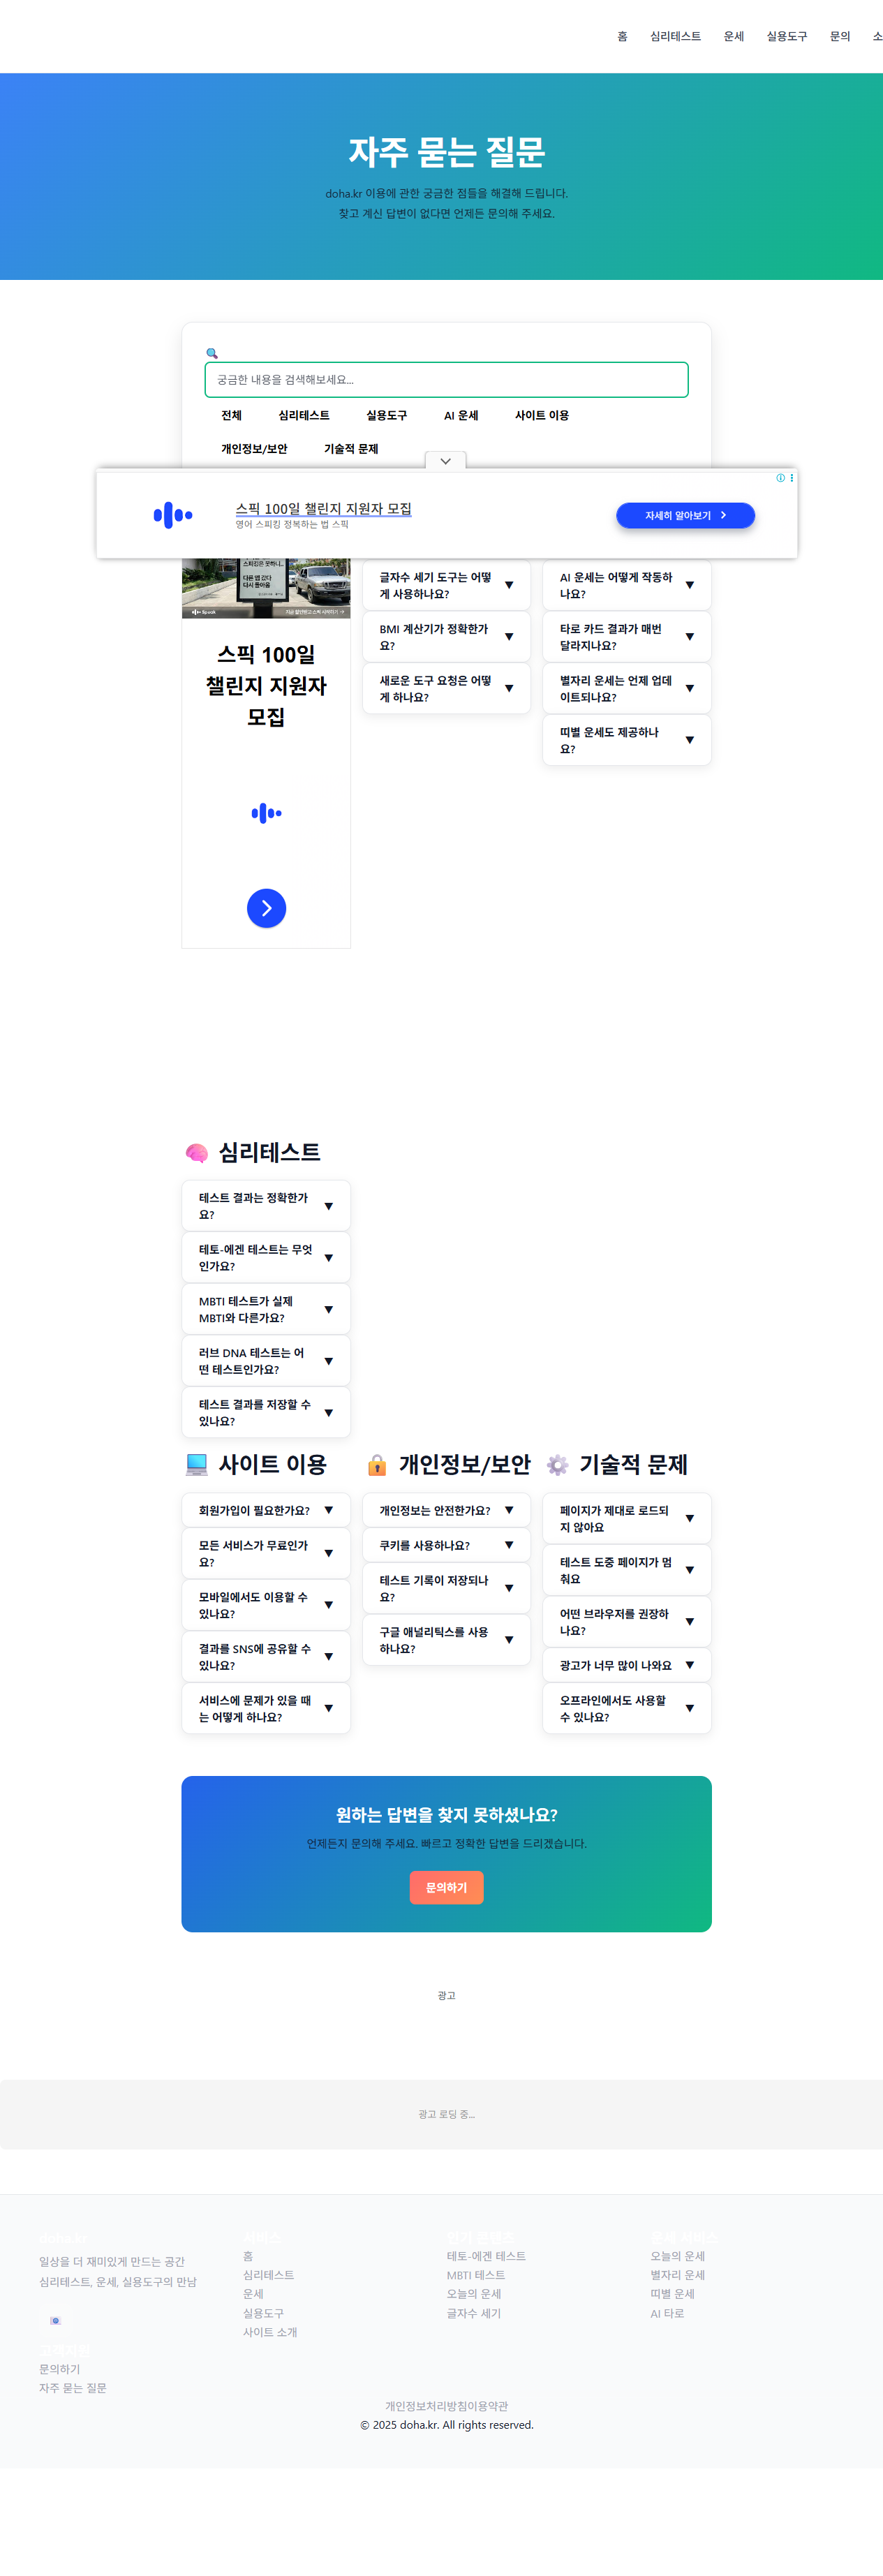 홈 심리테스트 운세 실용도구 문의 소
자주 묻는 질문
doha.kr 이용에 관한 궁금한 점들을 해결해 드립니다.
찾고 계신 답변이 없다면 언제든 문의해 주세요.
궁금한 내용을 검색해보세요...
전체 심리테스트 실용도구 AI 운세 사이트 이용
개인정보/보안 기술적 문제
스픽 100일 챌린지 지원자 모집
영어 스피킹 정복하는 법 스픽
자세히 알아보기
다른 앱 갔다
다시 돌아옴
Speak
스픽 100일
챌린지 지원자
모집
글자수 세기 도구는 어떻
게 사용하나요?
BMI 계산기가 정확한가
요?
새로운 도구 요청은 어떻
게 하나요?
AI 운세는 어떻게 작동하
나요?
타로 카드 결과가 매번
달라지나요?
별자리 운세는 언제 업데
이트되나요?
띠별 운세도 제공하나
요?
심리테스트
테스트 결과는 정확한가
요?
테토-에겐 테스트는 무엇
인가요?
MBTI 테스트가 실제
MBTI와 다른가요?
러브 DNA 테스트는 어
떤 테스트인가요?
테스트 결과를 저장할 수
있나요?
사이트 이용
회원가입이 필요한가요?
모든 서비스가 무료인가
요?
모바일에서도 이용할 수
있나요?
결과를 SNS에 공유할 수
있나요?
서비스에 문제가 있을 때
는 어떻게 하나요?
개인정보/보안
개인정보는 안전한가요?
쿠키를 사용하나요?
테스트 기록이 저장되나
요?
구글 애널리틱스를 사용
하나요?
기술적 문제
페이지가 제대로 로드되
지 않아요
테스트 도중 페이지가 멈
춰요
어떤 브라우저를 권장하
나요?
광고가 너무 많이 나와요
오프라인에서도 사용할
수 있나요?
원하는 답변을 찾지 못하셨나요?
언제든지 문의해 주세요. 빠르고 정확한 답변을 드리겠습니다.
문의하기
광고
광고 로딩 중...
일상을 더 재미있게 만드는 공간
심리테스트, 운세, 실용도구의 만남
홈
심리테스트
운세
실용도구
사이트 소개
테토-에겐 테스트
MBTI 테스트
오늘의 운세
글자수 세기
오늘의 운세
별자리 운세
띠별 운세
AI 타로
문의하기
자주 묻는 질문
개인정보처리방침이용약관
© 2025 doha.kr. All rights reserved.